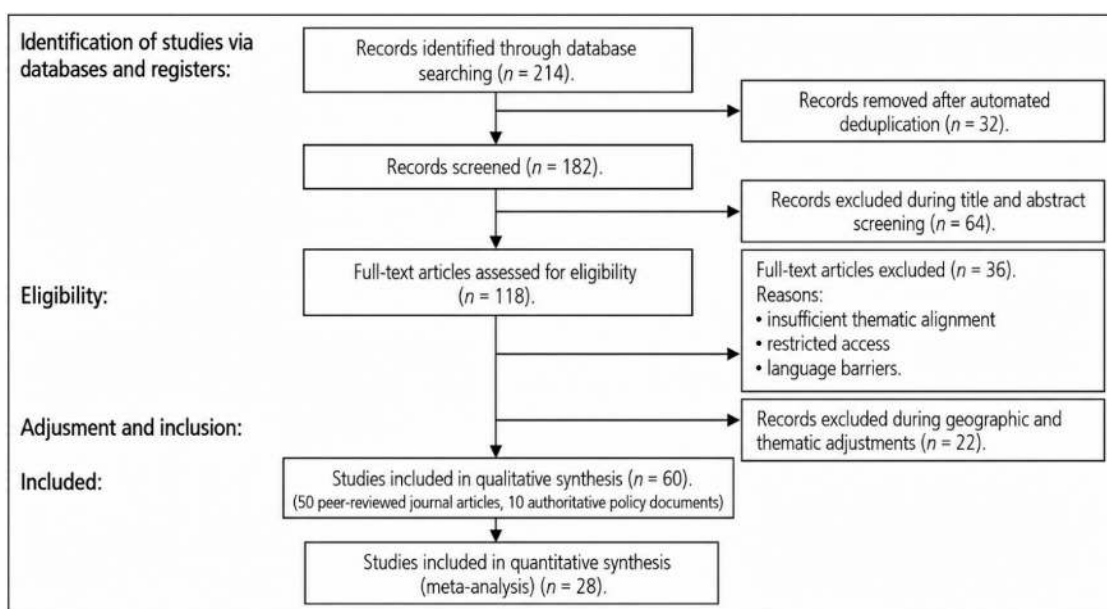 Identification of studies via
databases and registers:
Records identified through database
searching (n = 214).
Records removed after automated
deduplication (n = 32).
Records screened (n = 182).
Records excluded during title and abstract
screening (n = 64).
Eligibility:
Full-text articles assessed for eligibility
(n = 118).
Full-text articles excluded (n = 36).
Reasons:
• insufficient thematic alignment
• restricted access
• language barriers.
Adjusment and inclusion:
Records excluded during geographic and
thematic adjustments (n = 22).
Included:
Studies included in qualitative synthesis (n = 60).
(50 peer-reviewed journal articles, 10 authoritative policy documents)
Studies included in quantitative synthesis
(meta-analysis) (n = 28).